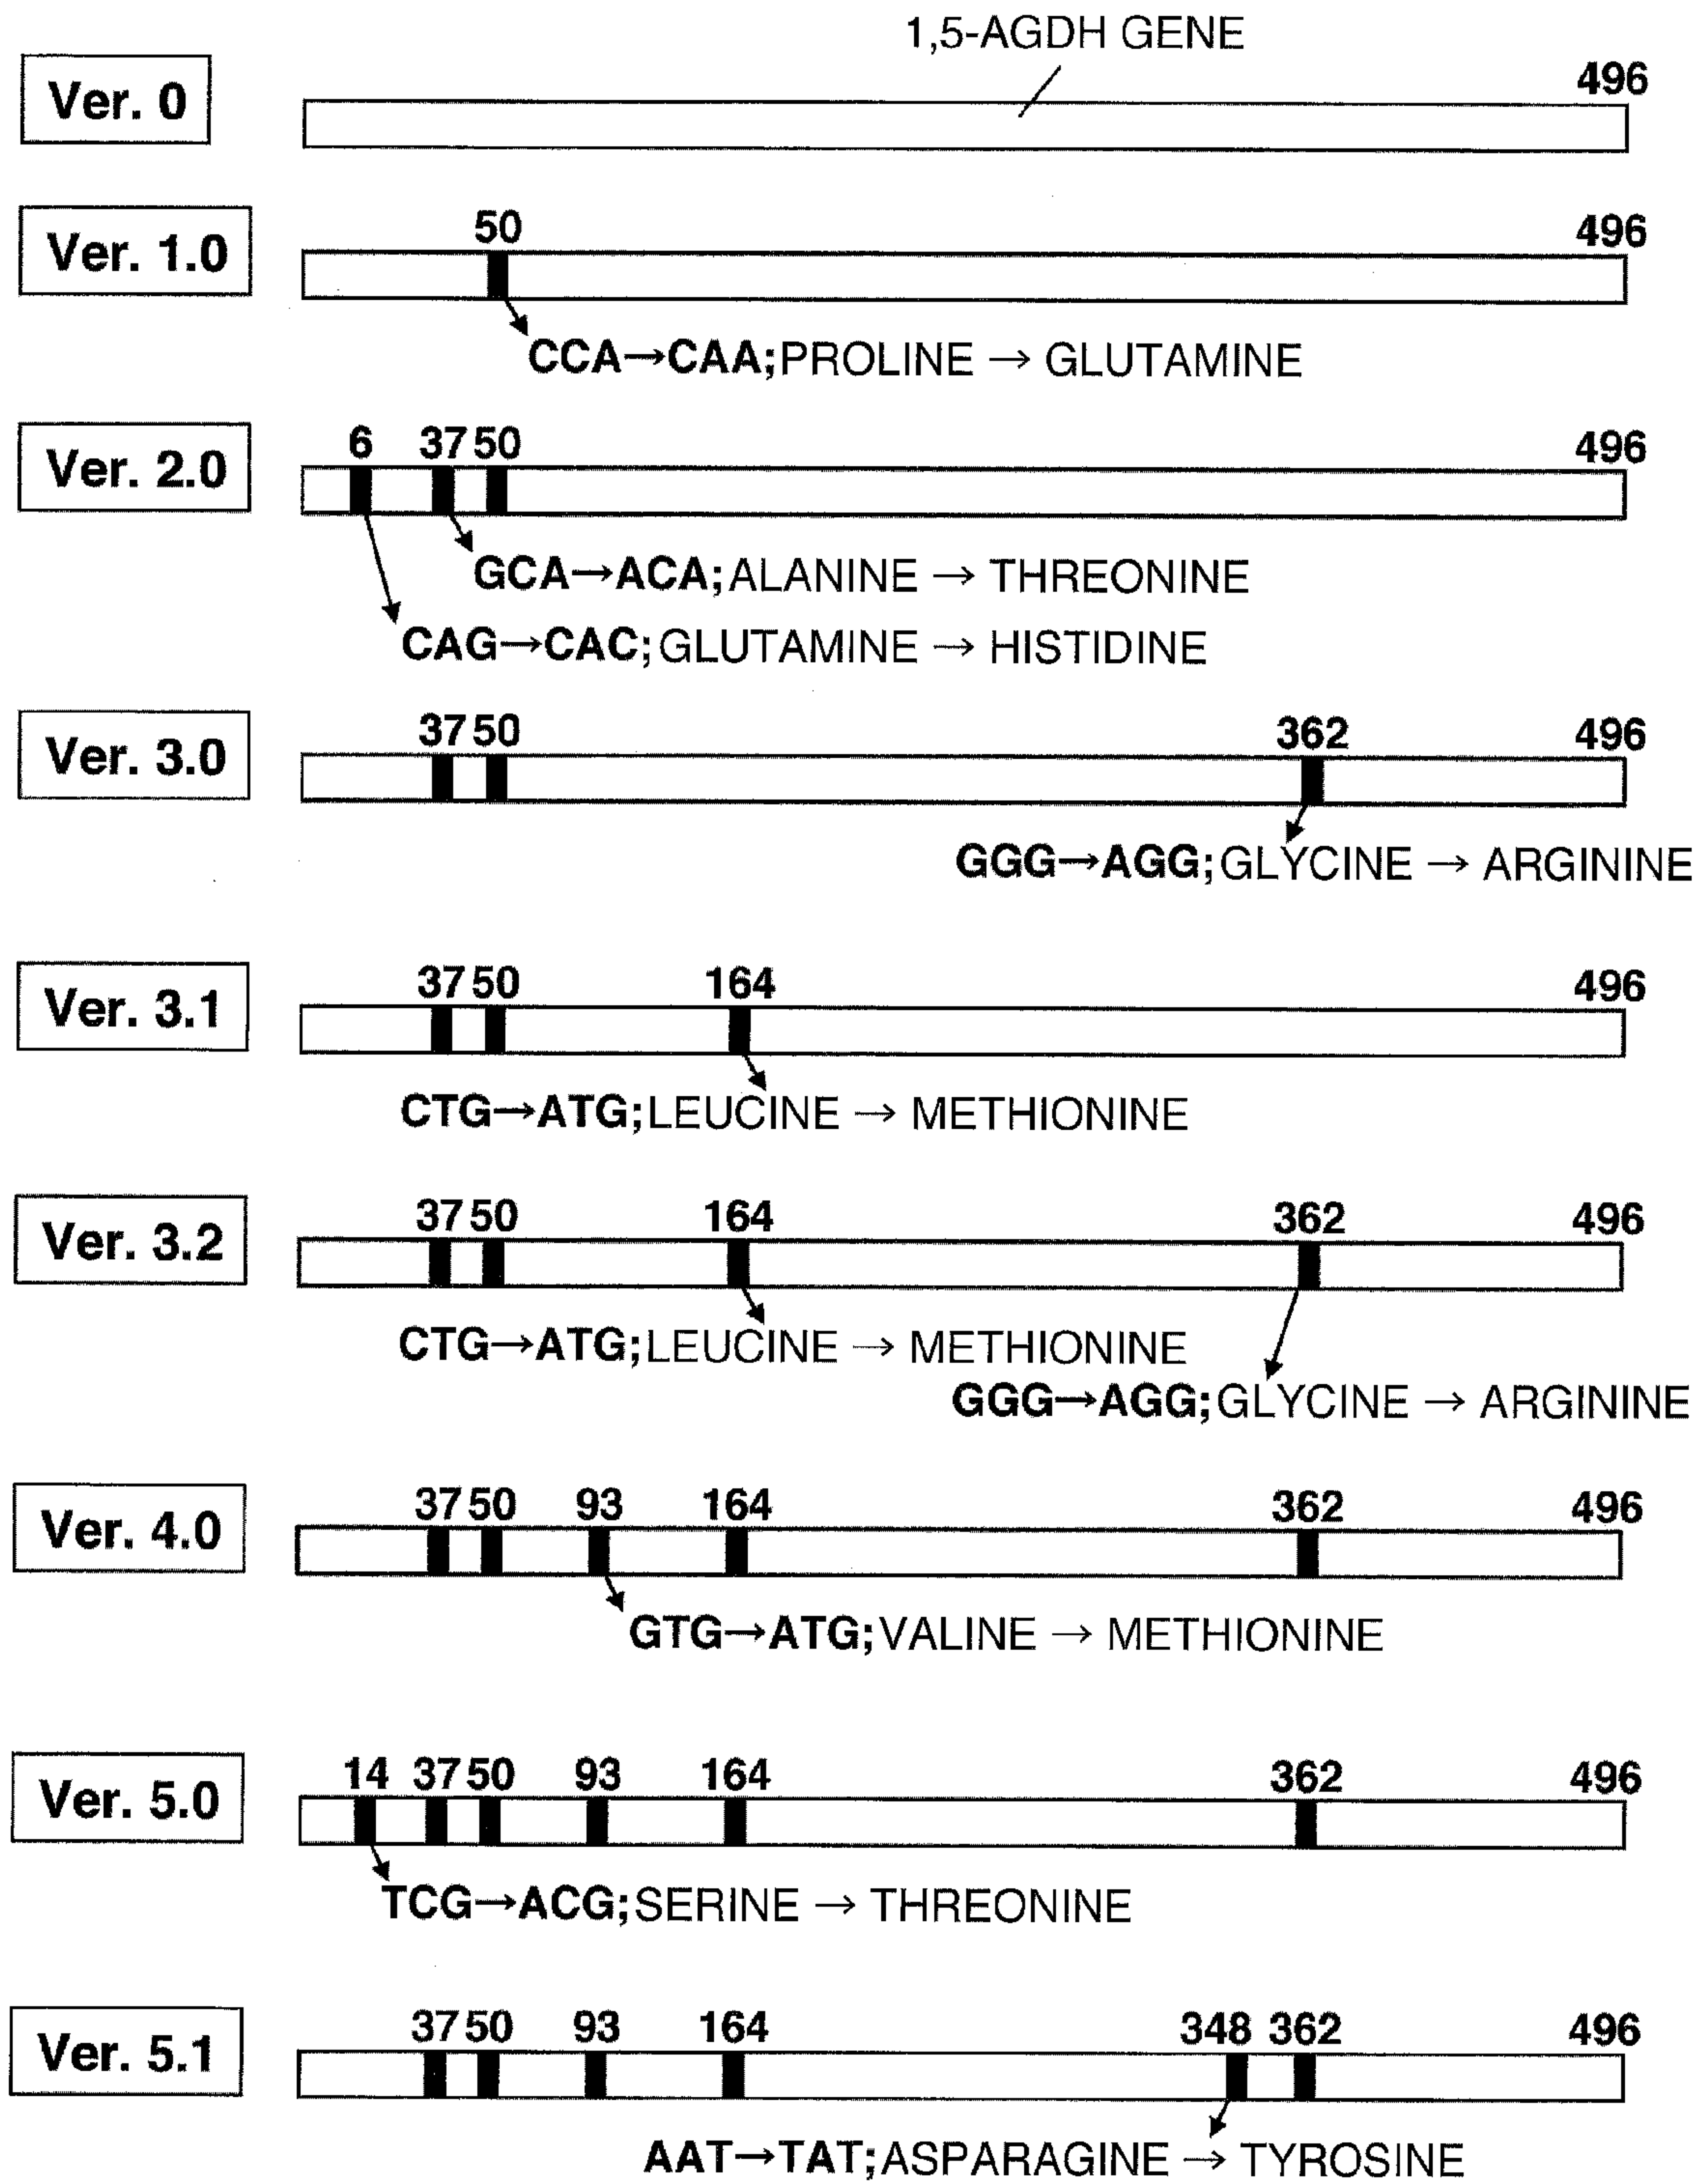 1,5-AGDH GENE
Ver. 0 496
Ver. 1.0 50 496
CCA→CAA;PROLINE → GLUTAMINE
Ver. 2.0 6 37 50 496
GCA→ACA;ALANINE → THREONINE
CAG→CAC;GLUTAMINE → HISTIDINE
Ver. 3.0 37 50 362 496
GGG→AGG;GLYCINE → ARGININE
Ver. 3.1 37 50 164 496
CTG→ATG;LEUCINE → METHIONINE
Ver. 3.2 37 50 164 362 496
CTG→ATG;LEUCINE → METHIONINE
GGG→AGG;GLYCINE → ARGININE
Ver. 4.0 37 50 93 164 362 496
GTG→ATG;VALINE → METHIONINE
Ver. 5.0 14 37 50 93 164 362 496
TCG→ACG;SERINE → THREONINE
Ver. 5.1 37 50 93 164 348 362 496
AAT→TAT;ASPARAGINE → TYROSINE